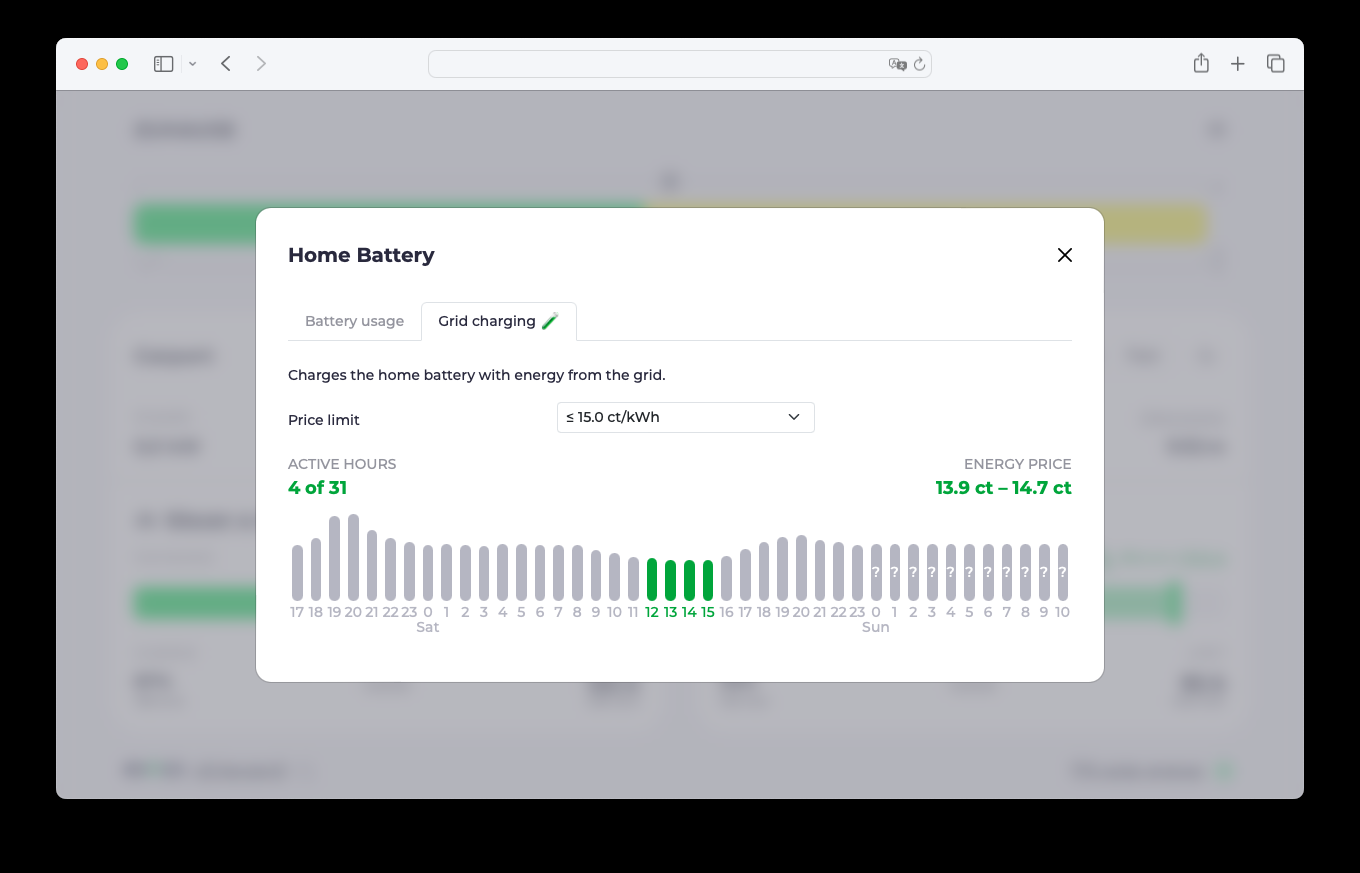 Home Battery
Battery usage Grid charging
Charges the home battery with energy from the grid.
Price limit ≤ 15.0 ct/kWh
ACTIVE HOURS ENERGY PRICE
4 of 31 13.9 ct – 14.7 ct
? ? ? ? ? ? ? ? ? ? ?
17 18 19 20 21 22 23 0 1 2 3 4 5 6 7 8 9 10 11 12 13 14 15 16 17 18 19 20 21 22 23 0 1 2 3 4 5 6 7 8 9 10
Sat Sun